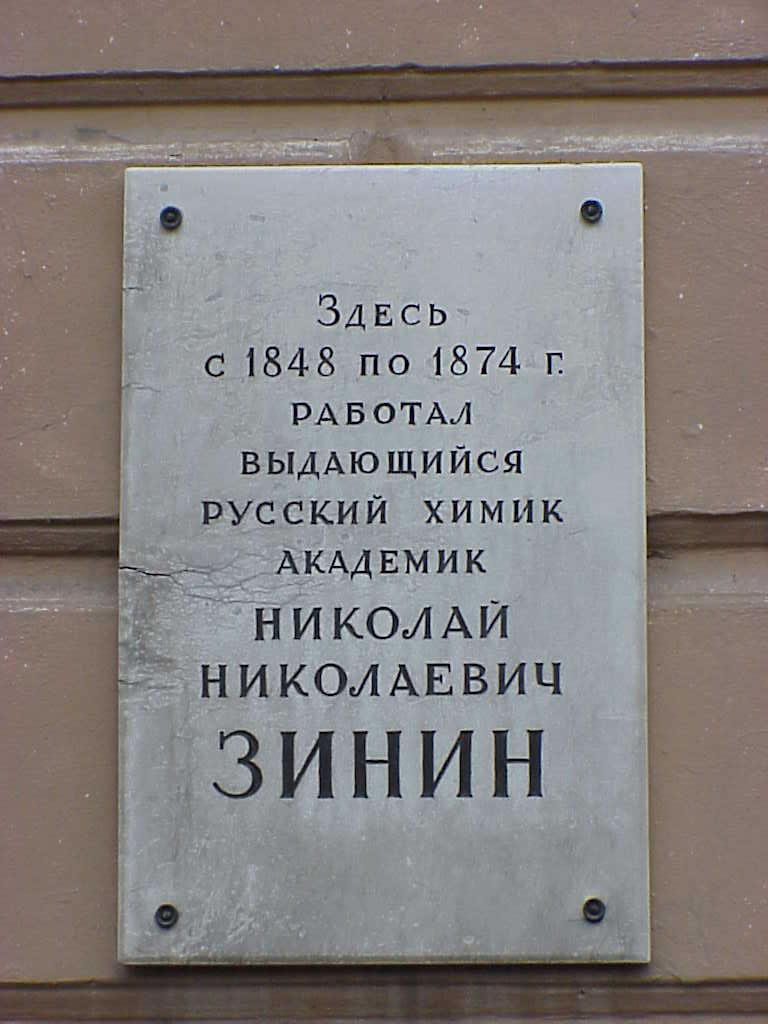 Здесь
с 1848 по 1874 г.
работал
выдающийся
русский химик
академик
НИКОЛАЙ
НИКОЛАЕВИЧ
ЗИНИН